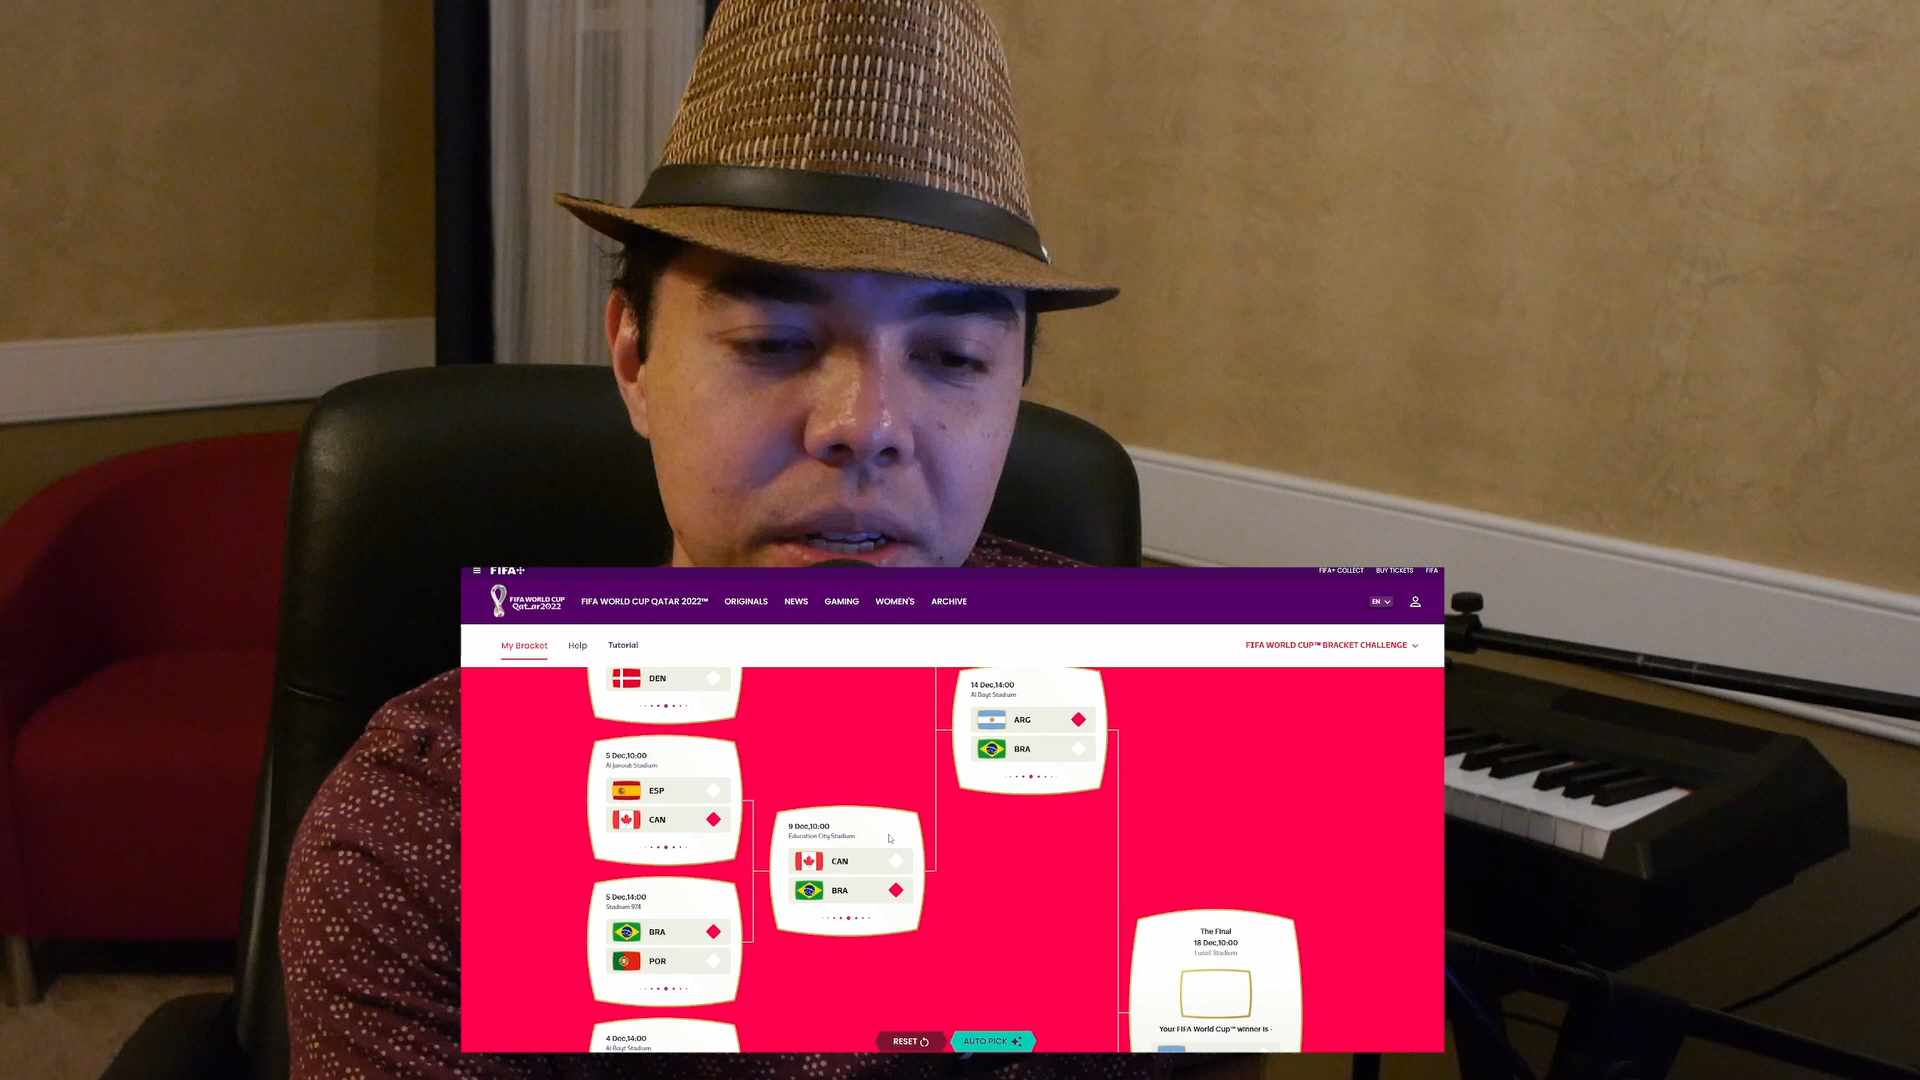 FIFA+
FIFA+ COLLECT BUY TICKETS FIFA
FIFA WORLD CUP
Qatar2022
FIFA WORLD CUP QATAR 2022™ ORIGINALS NEWS GAMING WOMEN'S ARCHIVE
EN
My Bracket Help Tutorial
FIFA WORLD CUP™ BRACKET CHALLENGE
DEN
5 Dec,10:00
Al Janoub Stadium
ESP
CAN
5 Dec,14:00
Stadium 974
BRA
POR
4 Dec,14:00
Al Bayt Stadium
9 Dec,10:00
Education City Stadium
CAN
BRA
14 Dec,14:00
Al Bayt Stadium
ARG
BRA
The Final
18 Dec,10:00
Lusail Stadium
Your FIFA World Cup™ winner is -
RESET
AUTO PICK